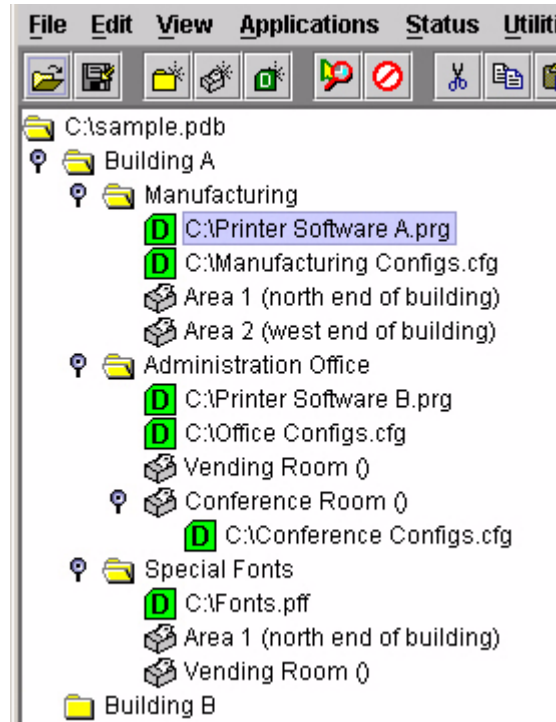 File Edit View Applications Status Utiliti
C:\sample.pdb
Building A
Manufacturing
D C:\Printer Software A.prg
D C:\Manufacturing Configs.cfg
Area 1 (north end of building)
Area 2 (west end of building)
Administration Office
D C:\Printer Software B.prg
D C:\Office Configs.cfg
Vending Room ()
Conference Room ()
D C:\Conference Configs.cfg
Special Fonts
D C:\Fonts.pff
Area 1 (north end of building)
Vending Room ()
Building B